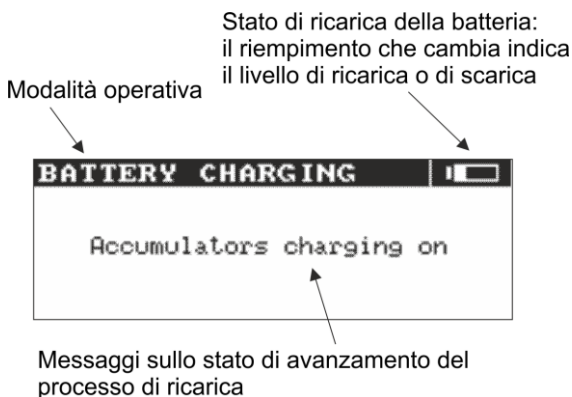 Stato di ricarica della batteria:
il riempimento che cambia indica
il livello di ricarica o di scarica
Modalità operativa
BATTERY CHARGING
Accumulators charging on
Messaggi sullo stato di avanzamento del
processo di ricarica